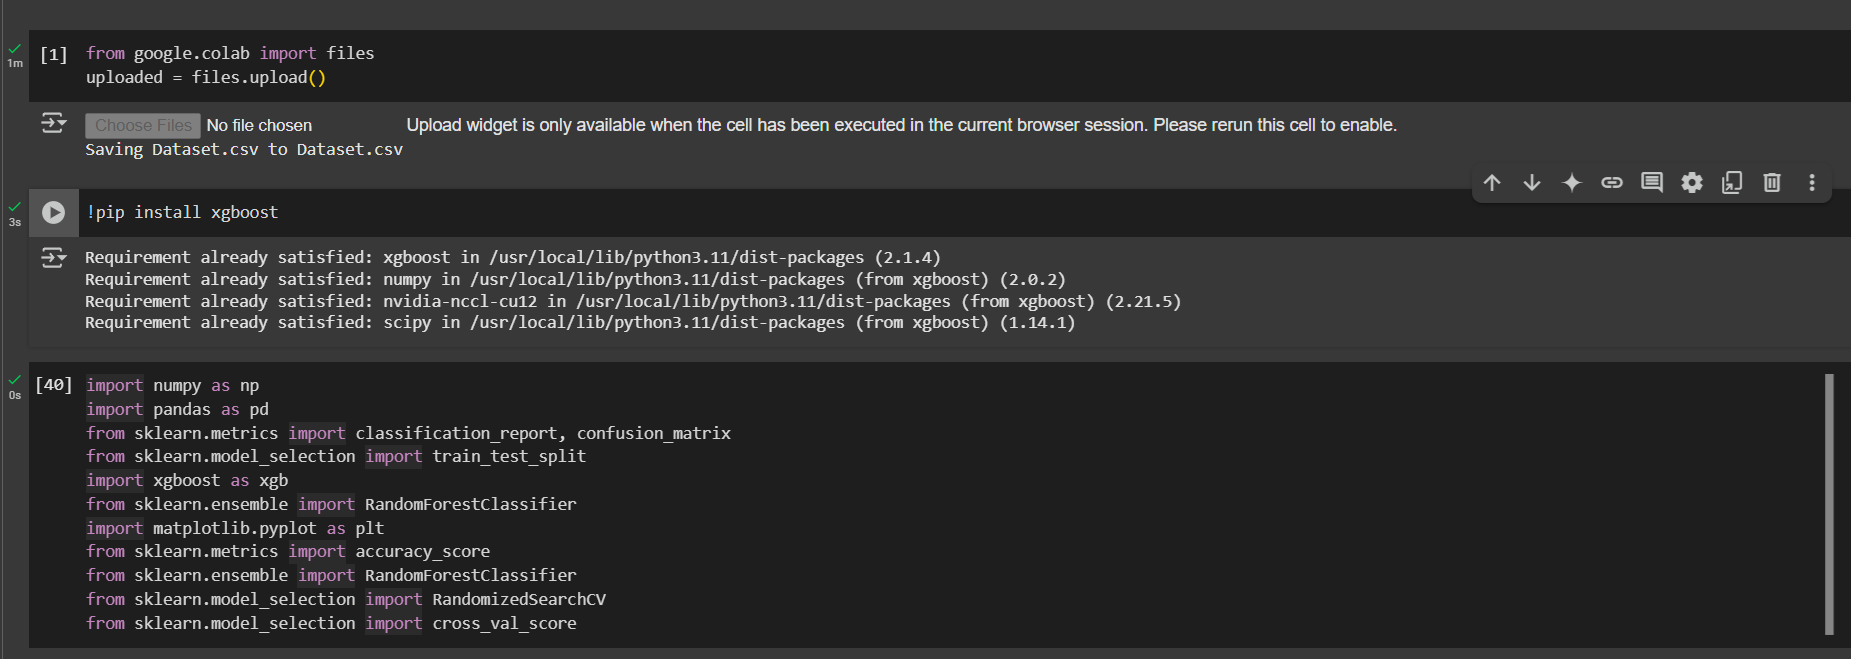 1m
[1] from google.colab import files
uploaded = files.upload()
Choose Files No file chosen Upload widget is only available when the cell has been executed in the current browser session. Please rerun this cell to enable.
Saving Dataset.csv to Dataset.csv
3s
!pip install xgboost
Requirement already satisfied: xgboost in /usr/local/lib/python3.11/dist-packages (2.1.4)
Requirement already satisfied: numpy in /usr/local/lib/python3.11/dist-packages (from xgboost) (2.0.2)
Requirement already satisfied: nvidia-nccl-cu12 in /usr/local/lib/python3.11/dist-packages (from xgboost) (2.21.5)
Requirement already satisfied: scipy in /usr/local/lib/python3.11/dist-packages (from xgboost) (1.14.1)
0s
[40] import numpy as np
import pandas as pd
from sklearn.metrics import classification_report, confusion_matrix
from sklearn.model_selection import train_test_split
import xgboost as xgb
from sklearn.ensemble import RandomForestClassifier
import matplotlib.pyplot as plt
from sklearn.metrics import accuracy_score
from sklearn.ensemble import RandomForestClassifier
from sklearn.model_selection import RandomizedSearchCV
from sklearn.model_selection import cross_val_score